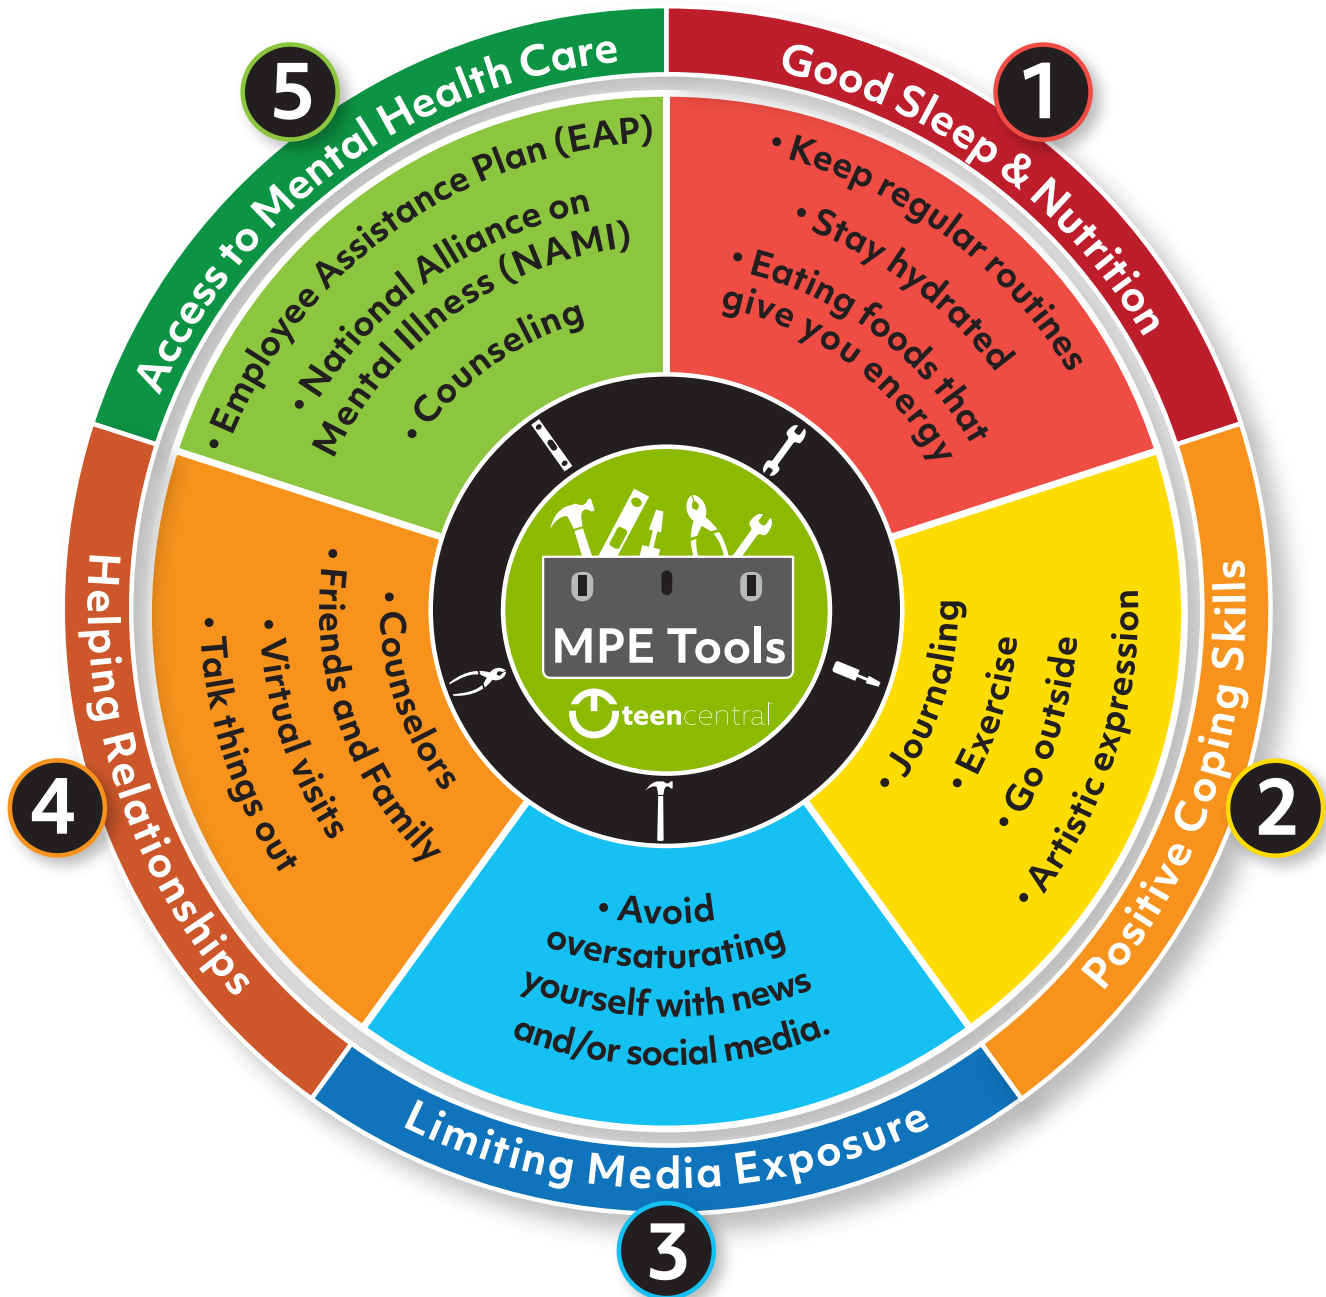 1
Good Sleep & Nutrition
• Keep regular routines
• Stay hydrated
• Eating foods that
give you energy
2
Positive Coping Skills
• Journaling
• Exercise
• Go outside
• Artistic expression
3
Limiting Media Exposure
• Avoid
oversaturating
yourself with news
and/or social media.
4
Helping Relationships
• Counselors
• Friends and Family
• Virtual visits
• Talk things out
5
Access to Mental Health Care
• Employee Assistance Plan (EAP)
• National Alliance on
Mental Illness (NAMI)
• Counseling
MPE Tools
teencentral